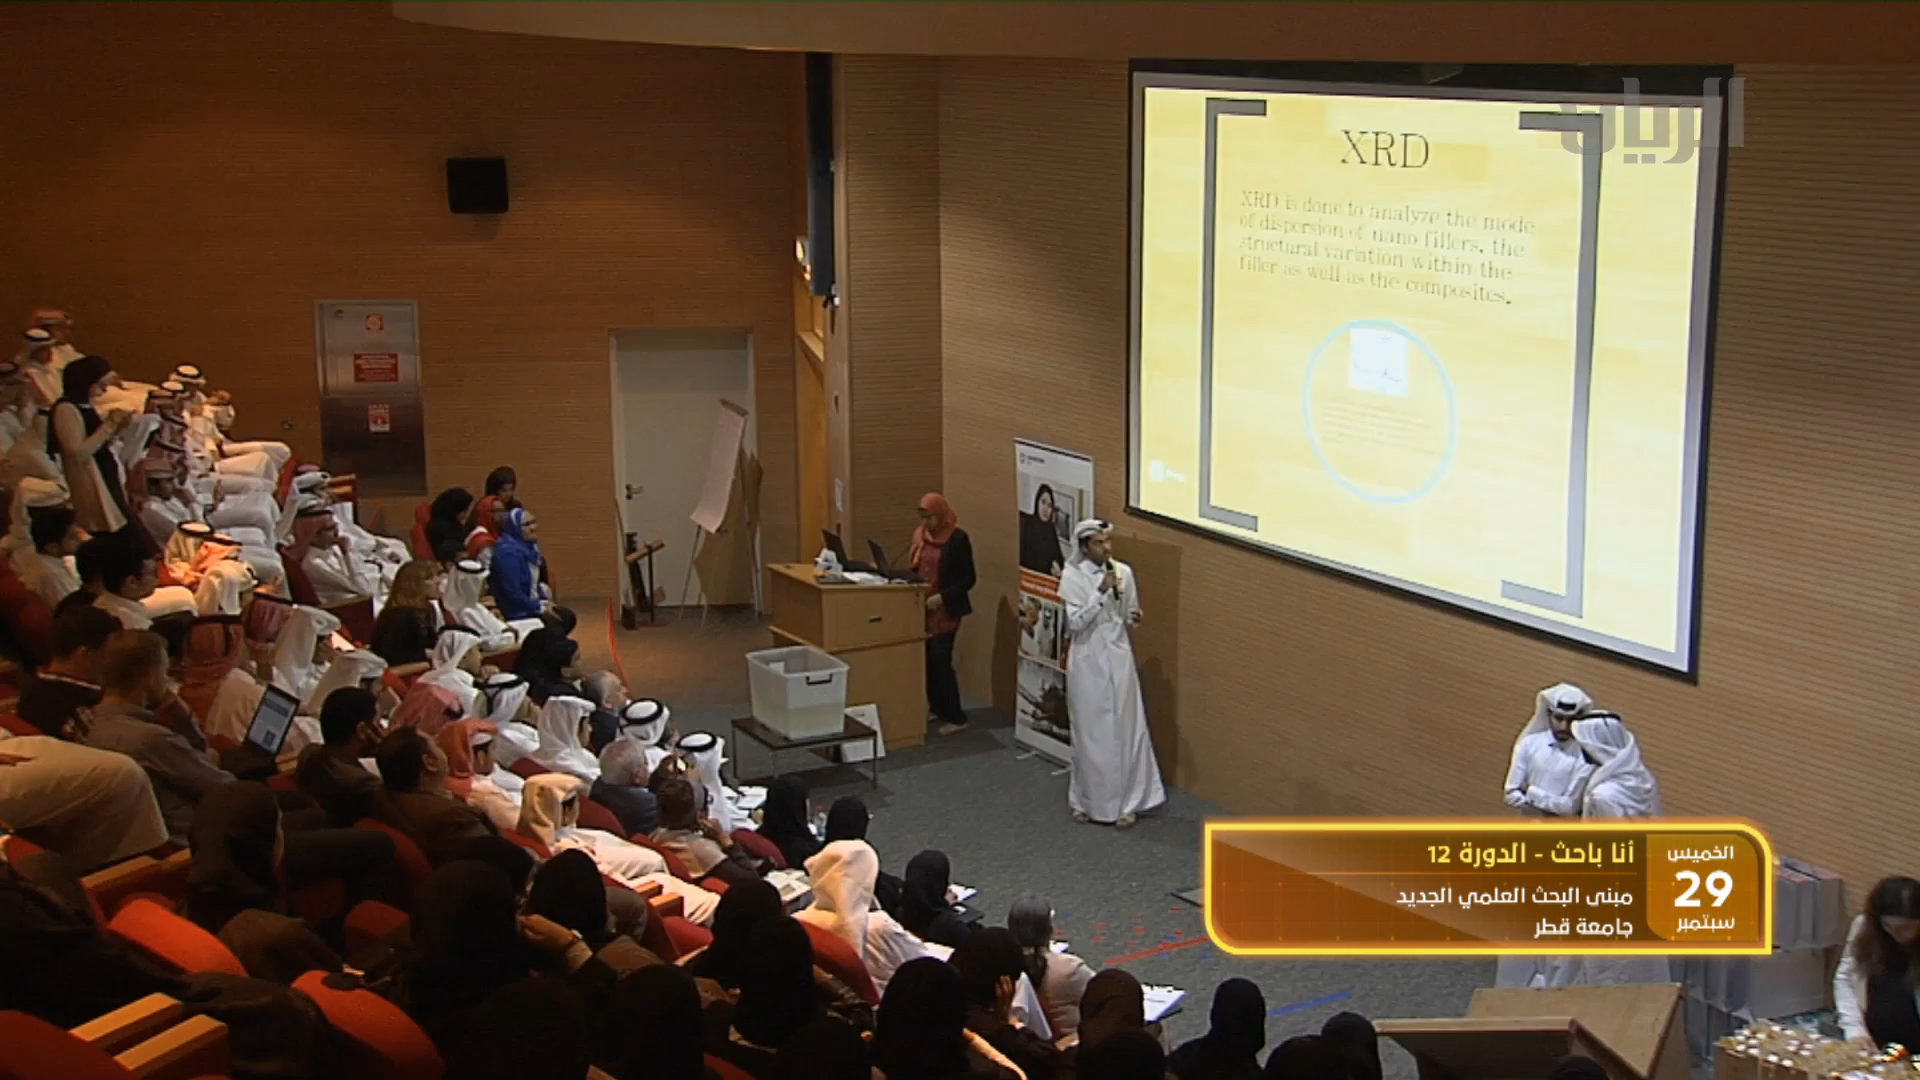 الريان
XRD
XRD is done to analyze the mode
of dispersion of nano fillers, the
structural variation within the
filler as well as the composites.
الخميس
29
سبتمبر
أنا باحث - الدورة 12
مبنى البحث العلمي الجديد
جامعة قطر